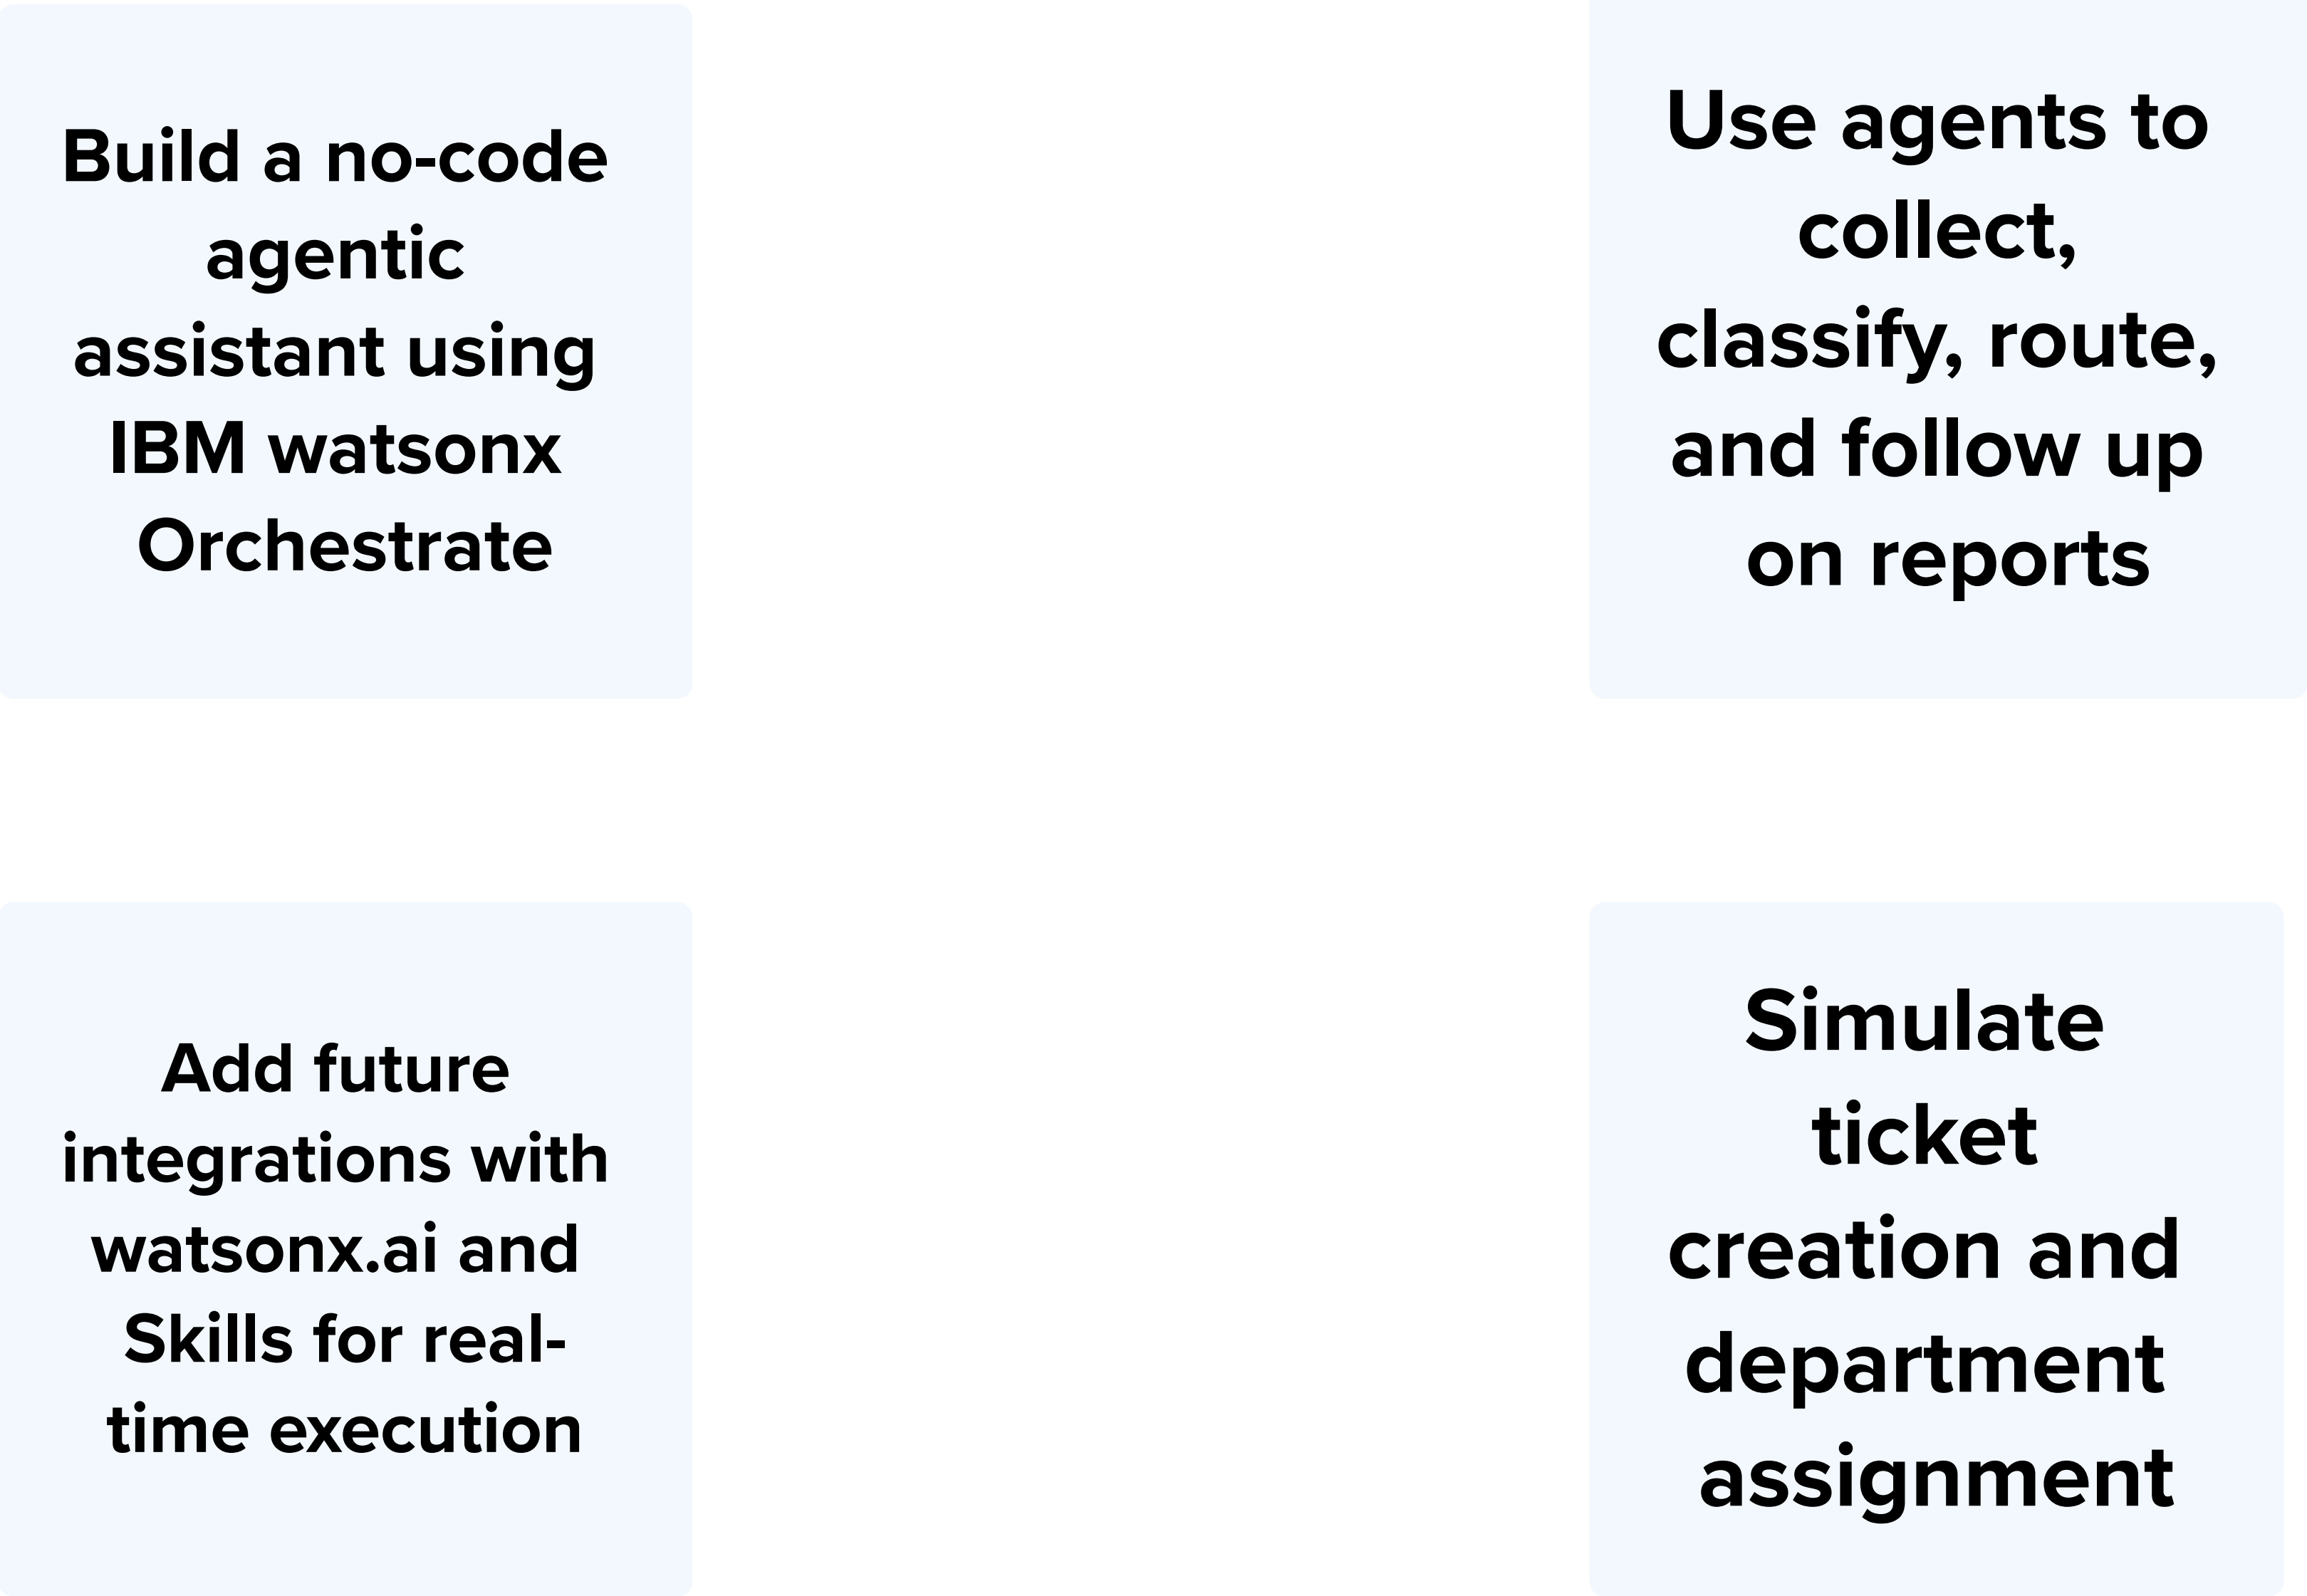 Build a no-code
agentic
assistant using
IBM watsonx
Orchestrate
Use agents to
collect,
classify, route,
and follow up
on reports
Add future
integrations with
watsonx.ai and
Skills for real-
time execution
Simulate
ticket
creation and
department
assignment